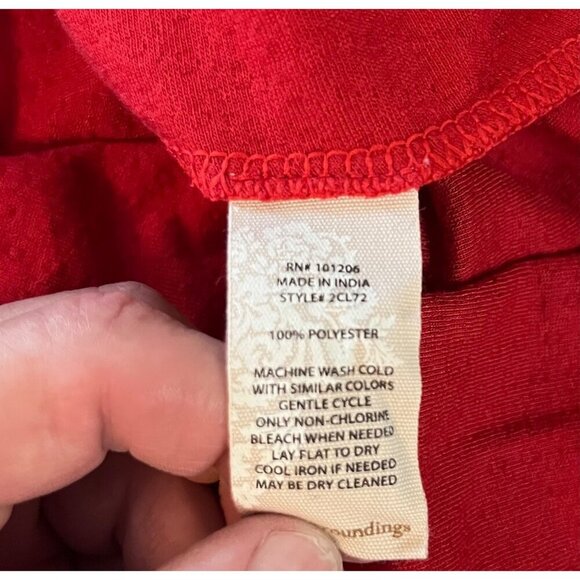 RN# 101206
MADE IN INDIA
STYLE# 2CL72
100% POLYESTER
MACHINE WASH COLD
WITH SIMILAR COLORS
GENTLE CYCLE
ONLY NON-CHLORINE
BLEACH WHEN NEEDED
LAY FLAT TO DRY
COOL IRON IF NEEDED
MAY BE DRY CLEANED
oundings